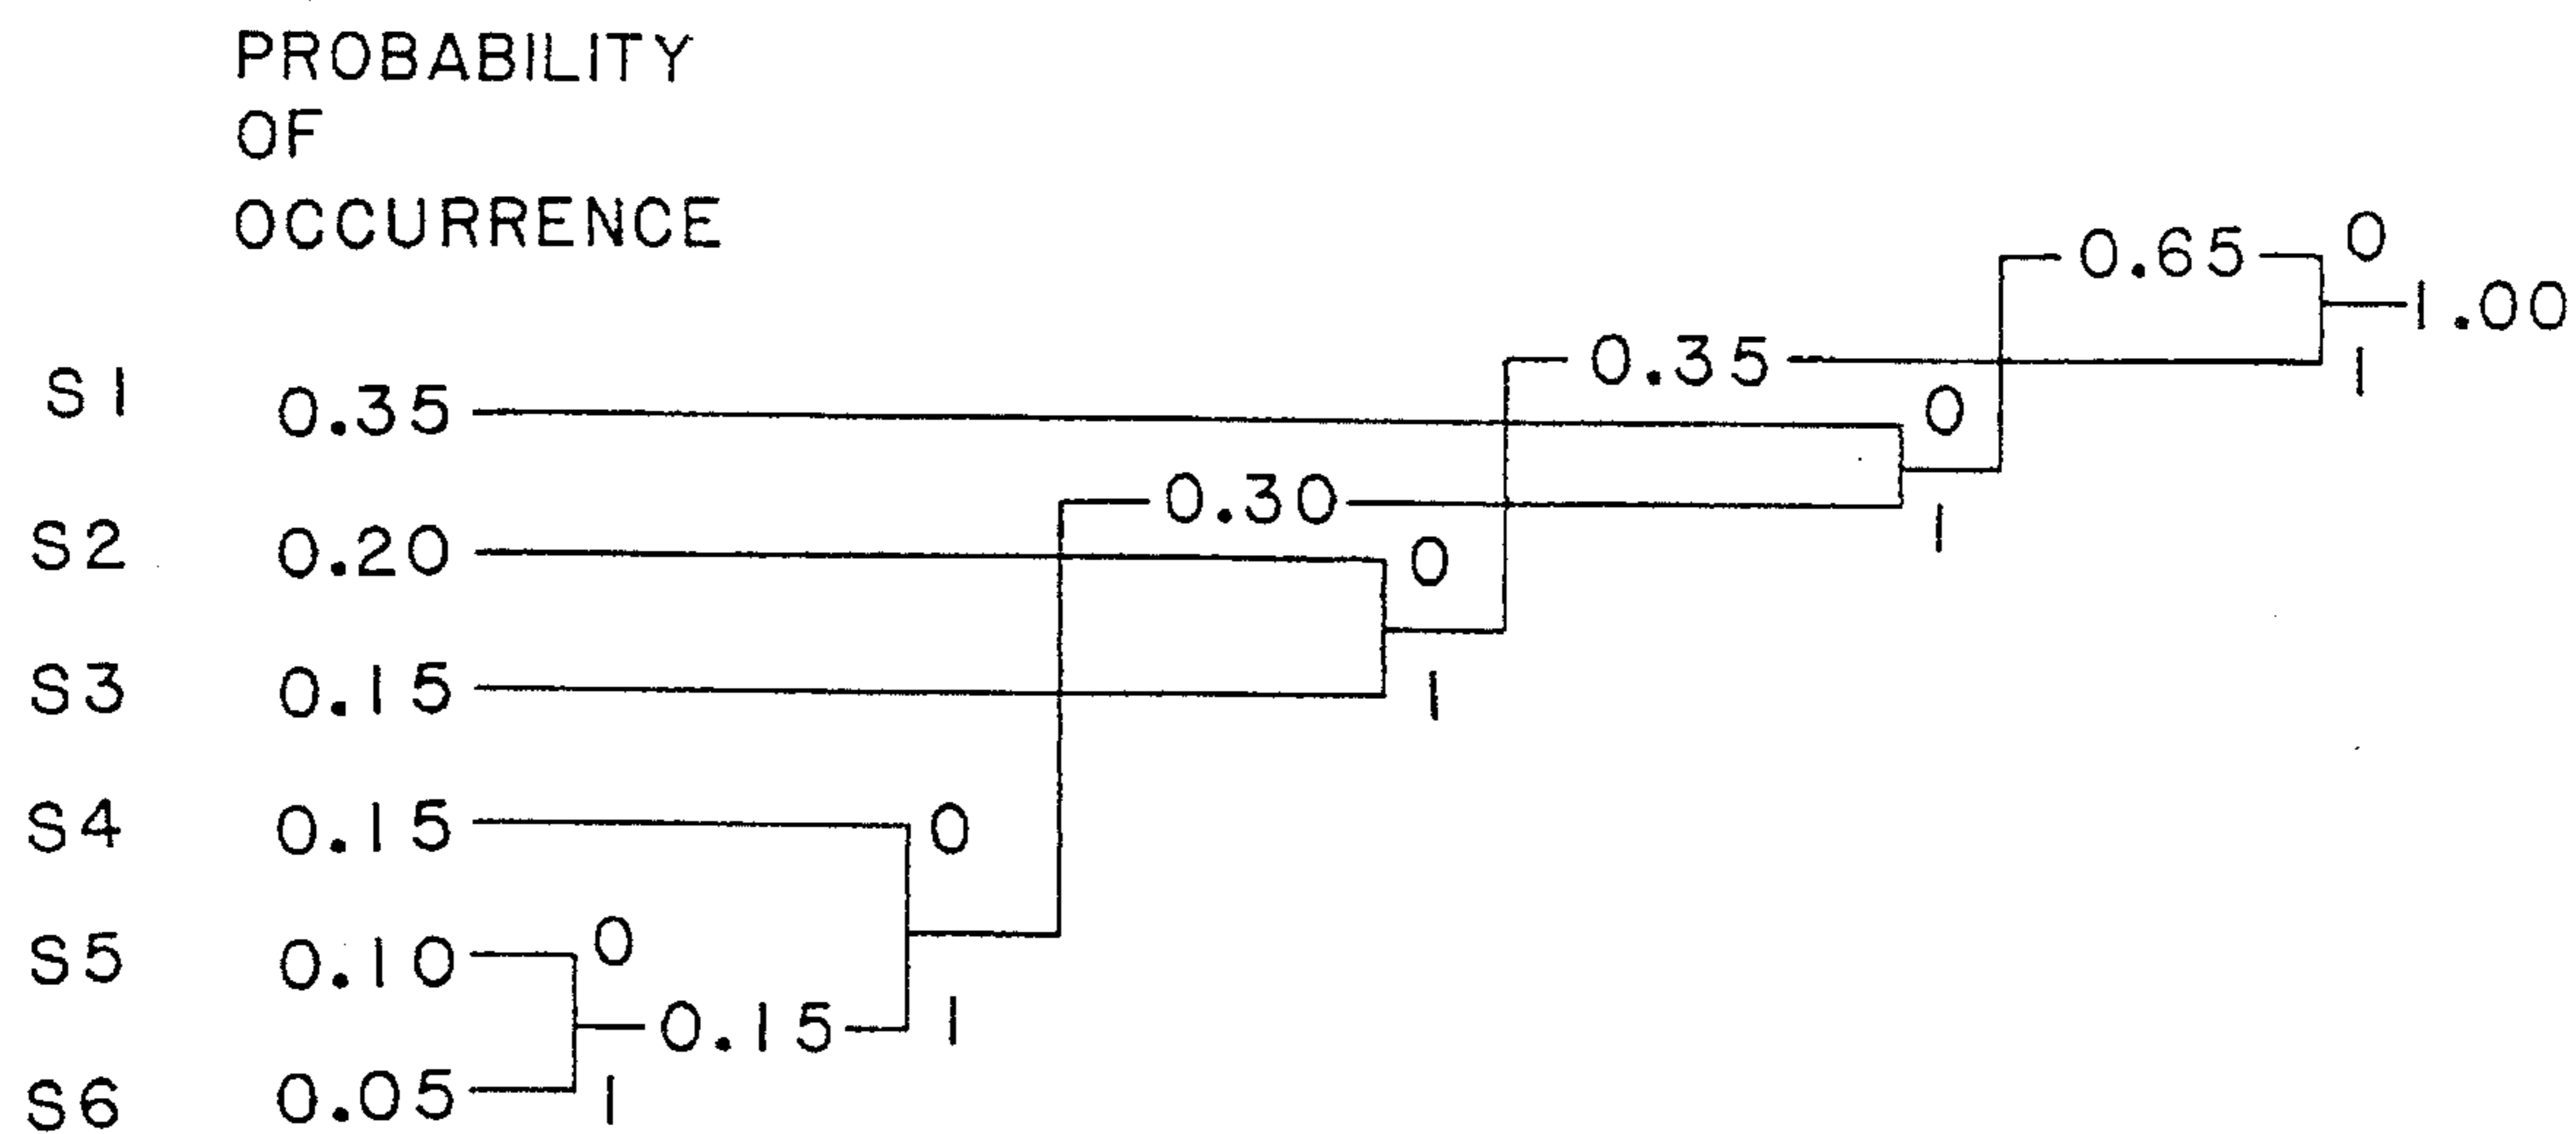 PROBABILITY
OF
OCCURRENCE
0.65 0
1.00
0.35 1
S1 0.35 0
0.30 1
S2 0.20 0
S3 0.15 1
S4 0.15 0
S5 0.10 0
0.15 1
S6 0.05 1